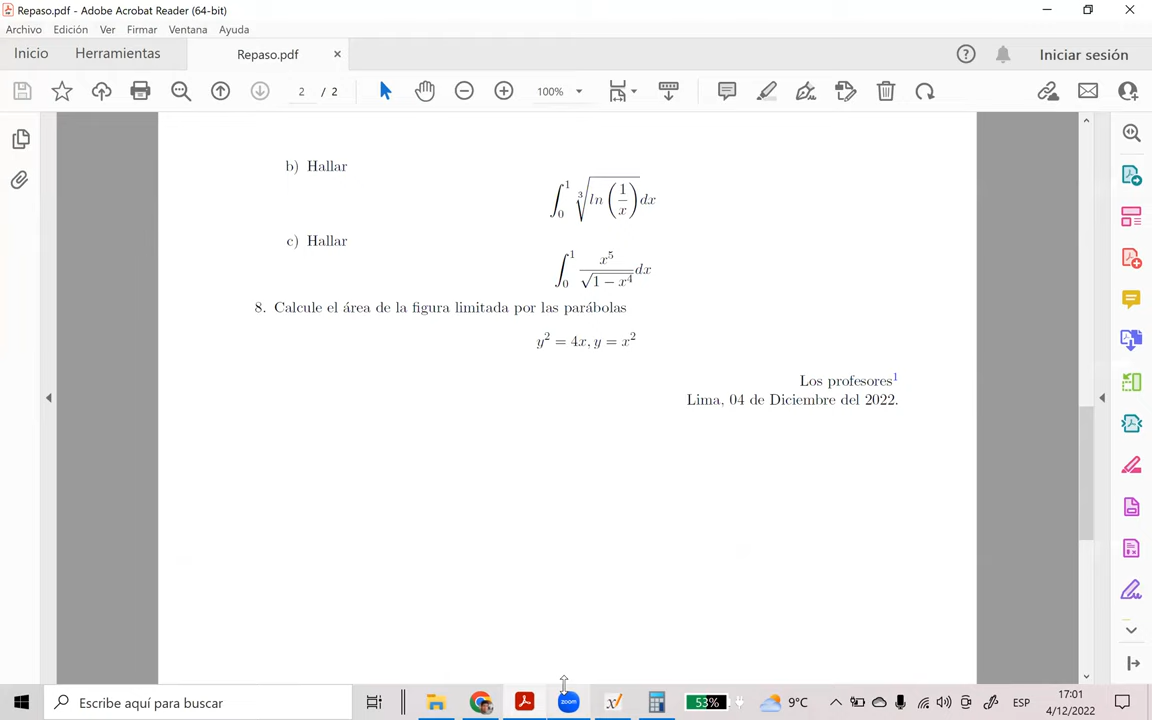 Repaso.pdf - Adobe Acrobat Reader (64-bit)
Archivo Edición Ver Firmar Ventana Ayuda
Inicio Herramientas Repaso.pdf × Iniciar sesión
2 / 2 100%
b) Hallar
∫₀¹ ∛(ln(1/x)) dx
c) Hallar
∫₀¹ x⁵/√(1 − x⁴) dx
8. Calcule el área de la figura limitada por las parábolas
y² = 4x, y = x²
Los profesores¹
Lima, 04 de Diciembre del 2022.
Escribe aquí para buscar zoom 53% 9°C ESP 17:01
4/12/2022